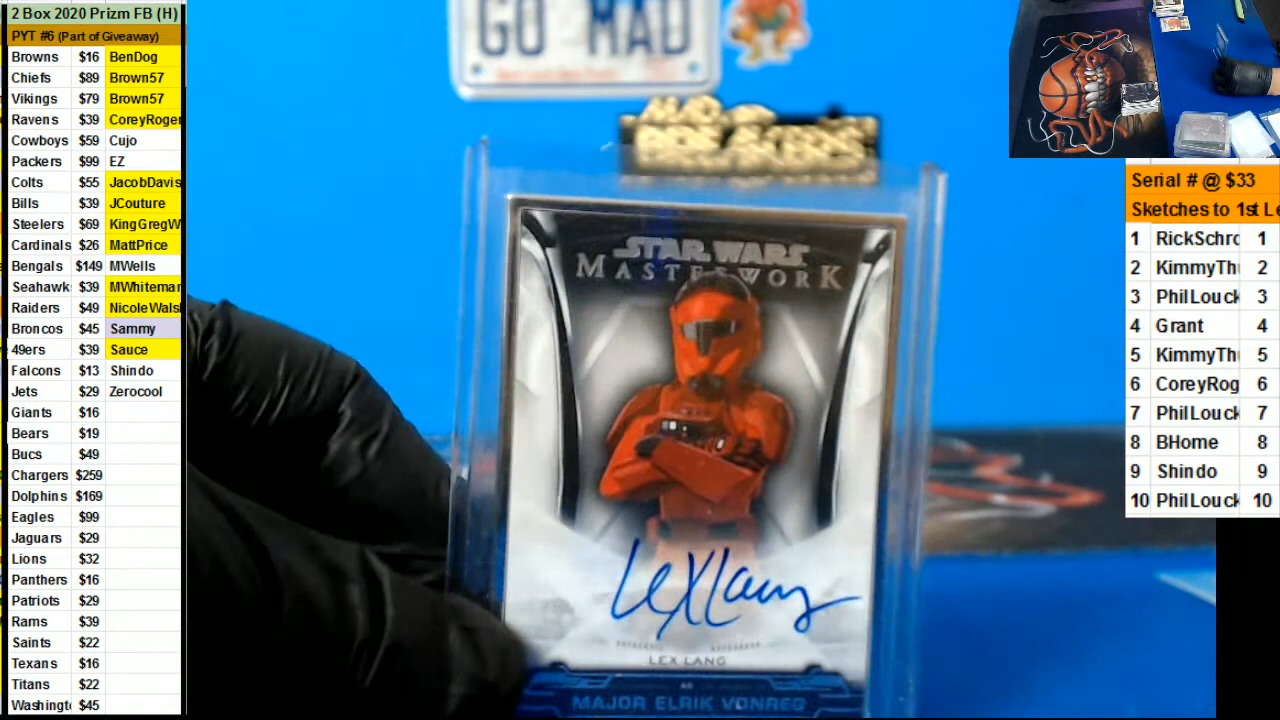 2 Box 2020 Prizm FB (H)
PYT #6 (Part of Giveaway)
Browns $16 BenDog
Chiefs $89 Brown57
Vikings $79 Brown57
Ravens $39 CoreyRoger
Cowboys $59 Cujo
Packers $99 EZ
Colts $55 JacobDavis
Bills $39 JCouture
Steelers $69 KingGregW
Cardinals $26 MattPrice
Bengals $149 MWells
Seahawk $39 MWhiteman
Raiders $49 NicoleWalsh
Broncos $45 Sammy
49ers $39 Sauce
Falcons $13 Shindo
Jets $29 Zerocool
Giants $16
Bears $19
Bucs $49
Chargers $259
Dolphins $169
Eagles $99
Jaguars $29
Lions $32
Panthers $16
Patriots $29
Rams $39
Saints $22
Texans $16
Titans $22
Washingt $45
GO MAD
STAR WARS
MASTERWORK
Lex Lang
LEX LANG
AS
MAJOR ELRIK VONREG
Serial # @ $33
Sketches to 1st Le
1 RickSchro 1
2 KimmyTh 2
3 PhilLouck 3
4 Grant 4
5 KimmyTh 5
6 CoreyRog 6
7 PhilLouck 7
8 BHome 8
9 Shindo 9
10 PhilLouck 10